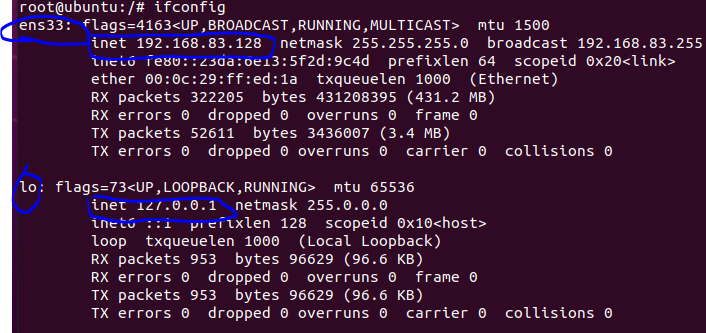 root@ubuntu:/# ifconfig
ens33: flags=4163<UP,BROADCAST,RUNNING,MULTICAST>  mtu 1500
        inet 192.168.83.128  netmask 255.255.255.0  broadcast 192.168.83.255
        inet6 fe80::23da:6e13:5f2d:9c4d  prefixlen 64  scopeid 0x20<link>
        ether 00:0c:29:ff:ed:1a  txqueuelen 1000  (Ethernet)
        RX packets 322205  bytes 431208395 (431.2 MB)
        RX errors 0  dropped 0  overruns 0  frame 0
        TX packets 52611  bytes 3436007 (3.4 MB)
        TX errors 0  dropped 0 overruns 0  carrier 0  collisions 0

lo: flags=73<UP,LOOPBACK,RUNNING>  mtu 65536
        inet 127.0.0.1  netmask 255.0.0.0
        inet6 ::1  prefixlen 128  scopeid 0x10<host>
        loop  txqueuelen 1000  (Local Loopback)
        RX packets 953  bytes 96629 (96.6 KB)
        RX errors 0  dropped 0  overruns 0  frame 0
        TX packets 953  bytes 96629 (96.6 KB)
        TX errors 0  dropped 0 overruns 0  carrier 0  collisions 0